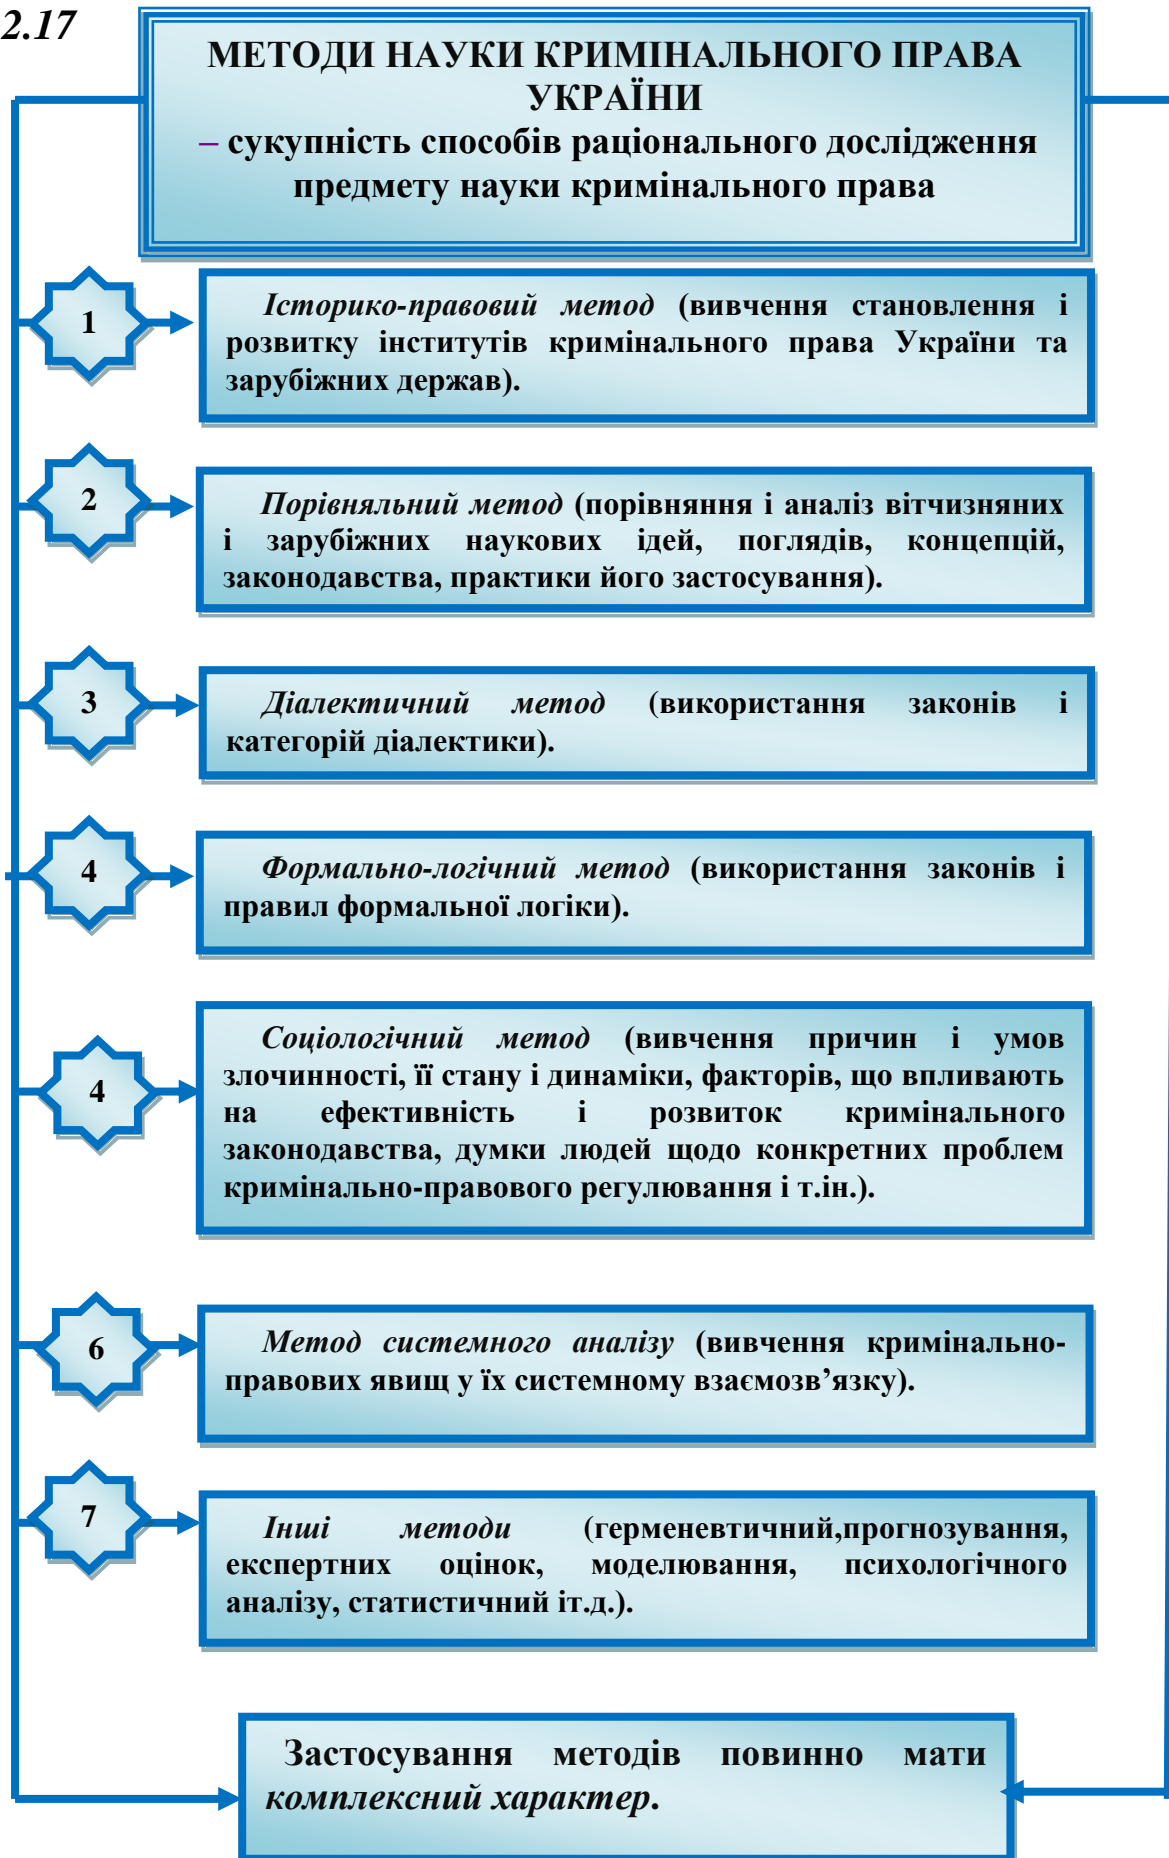 2.17
МЕТОДИ НАУКИ КРИМІНАЛЬНОГО ПРАВА
УКРАЇНИ
– сукупність способів раціонального дослідження
предмету науки кримінального права
1
Історико-правовий метод (вивчення становлення і
розвитку інститутів кримінального права України та
зарубіжних держав).
2
Порівняльний метод (порівняння і аналіз вітчизняних
і зарубіжних наукових ідей, поглядів, концепцій,
законодавства, практики його застосування).
3
Діалектичний метод (використання законів і
категорій діалектики).
4
Формально-логічний метод (використання законів і
правил формальної логіки).
4
Соціологічний метод (вивчення причин і умов
злочинності, її стану і динаміки, факторів, що впливають
на ефективність і розвиток кримінального
законодавства, думки людей щодо конкретних проблем
кримінально-правового регулювання і т.ін.).
6
Метод системного аналізу (вивчення кримінально-
правових явищ у їх системному взаємозв’язку).
7
Інші методи (герменевтичний,прогнозування,
експертних оцінок, моделювання, психологічного
аналізу, статистичний іт.д.).
Застосування методів повинно мати
комплексний характер.